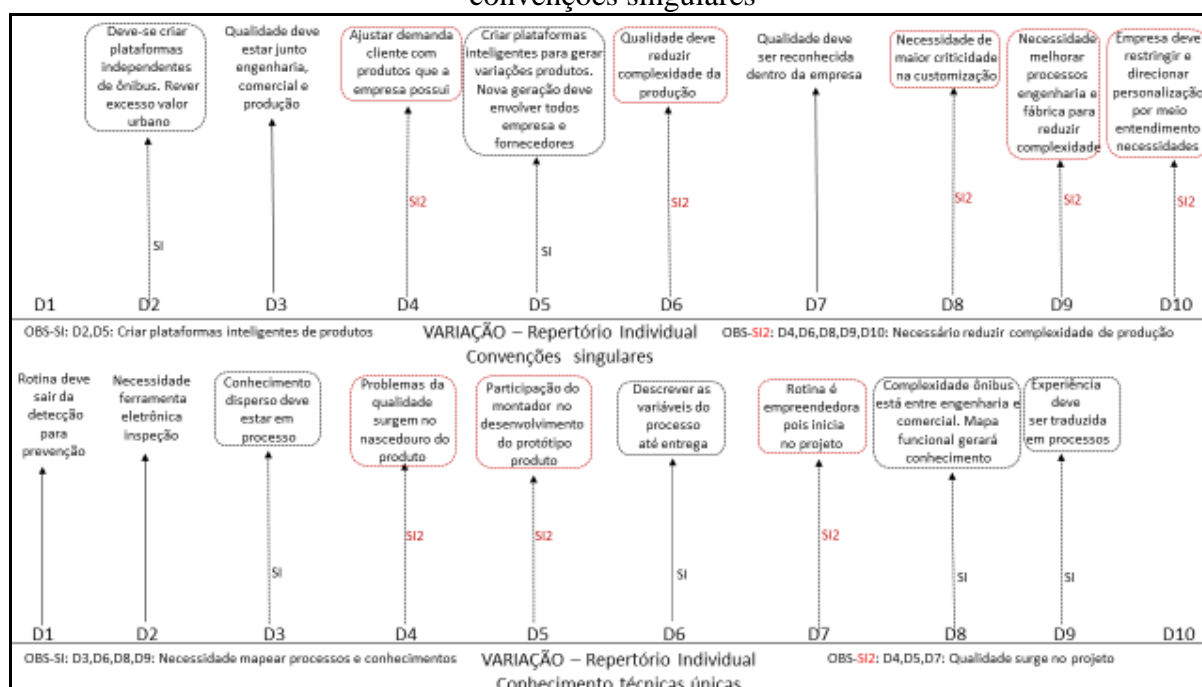 convenções singulares
Deve-se criar
plataformas
independentes
de ônibus. Rever
excesso valor
urbano
Qualidade deve
estar junto
engenharia,
comercial e
produção
Ajustar demanda
cliente com
produtos que a
empresa possui
Criar plataformas
inteligentes para gerar
variações produtos.
Nova geração deve
envolver todos
empresa e
fornecedores
Qualidade deve
reduzir
complexidade da
produção
Qualidade deve
ser reconhecida
dentro da empresa
Necessidade de
maior criticidade
na customização
Necessidade
melhorar
processos
engenharia e
fábrica para
reduzir
complexidade
Empresa deve
restringir e
direcionar
personalização
por meio
entendimento
necessidades
SI
SI2
SI
SI2
SI2
SI2
SI2
D1
D2
D3
D4
D5
D6
D7
D8
D9
D10
OBS-SI: D2,D5: Criar plataformas inteligentes de produtos
VARIAÇÃO – Repertório Individual
OBS-SI2: D4,D6,D8,D9,D10: Necessário reduzir complexidade de produção
Convenções singulares
Rotina deve
sair da
detecção
para
prevenção
Necessidade
ferramenta
eletrônica
inspeção
Conhecimento
disperso deve
estar em
processo
Problemas da
qualidade
surgem no
nascedouro do
produto
Participação do
montador no
desenvolvimento
do protótipo
produto
Descrever as
variáveis do
processo
até entrega
Rotina é
empreendedora
pois inicia
no projeto
Complexidade ônibus
está entre engenharia e
comercial. Mapa
funcional gerará
conhecimento
Experiência
deve
ser traduzida
em processos
SI
SI2
SI2
SI
SI2
SI
SI
D1
D2
D3
D4
D5
D6
D7
D8
D9
D10
OBS-SI: D3,D6,D8,D9: Necessidade mapear processos e conhecimentos
VARIAÇÃO – Repertório Individual
OBS-SI2: D4,D5,D7: Qualidade surge no projeto
Conhecimento técnicas únicas